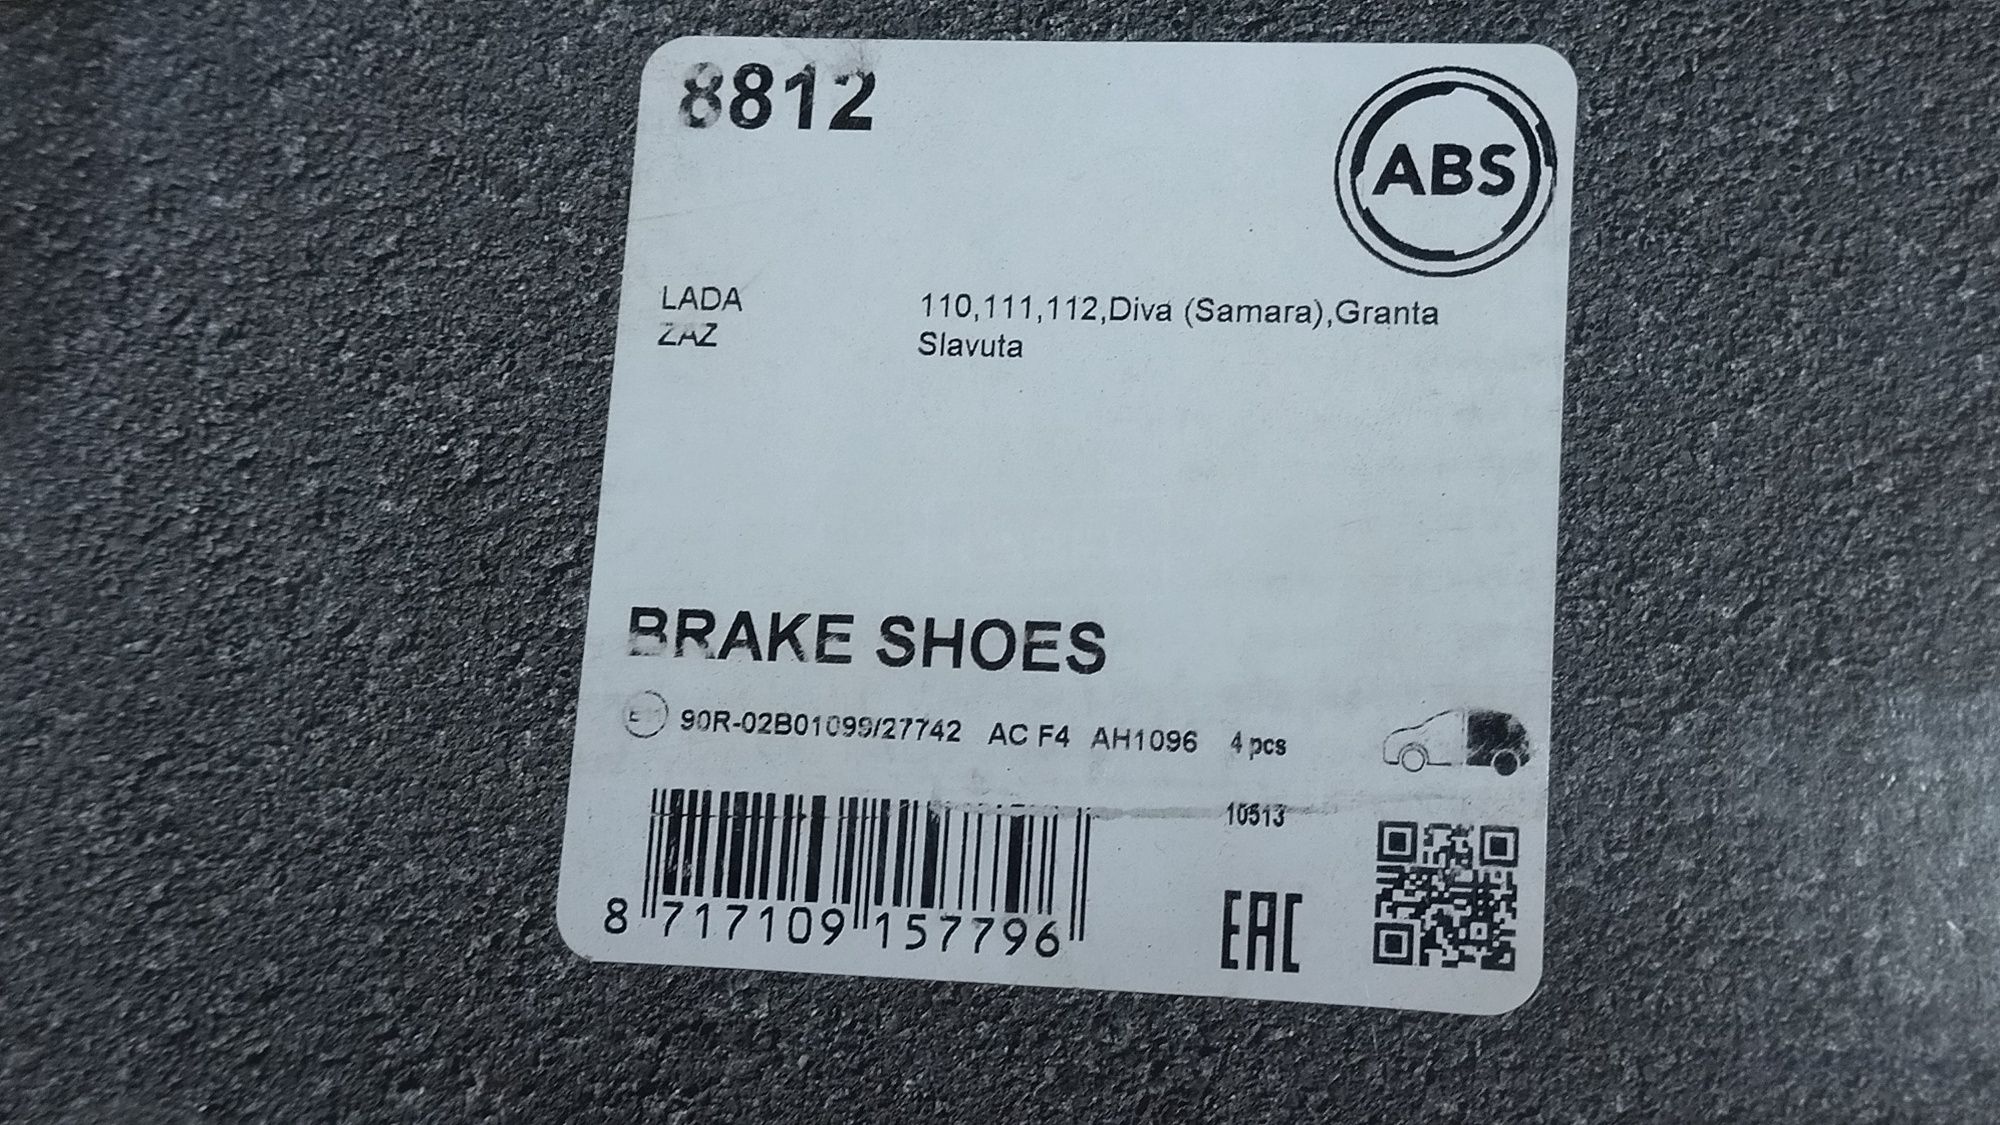 8812
ABS
LADA 110,111,112,Diva (Samara),Granta
ZAZ Slavuta
BRAKE SHOES
90R-02B01099/27742 AC F4 AH1096 4 pcs
10513
8 717109 157796
EAC